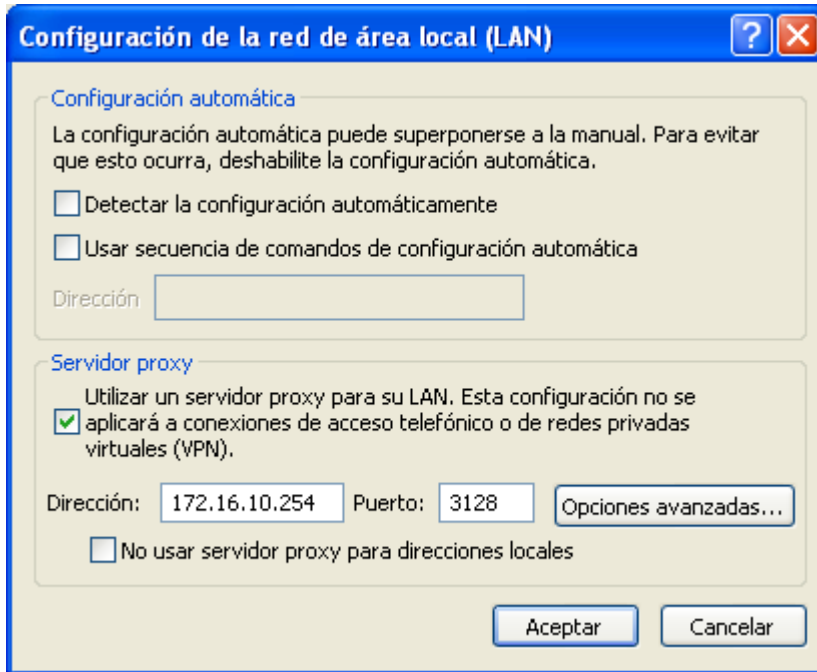 Configuración de la red de área local (LAN)
?
Configuración automática
La configuración automática puede superponerse a la manual. Para evitar
que esto ocurra, deshabilite la configuración automática.
Detectar la configuración automáticamente
Usar secuencia de comandos de configuración automática
Dirección
Servidor proxy
Utilizar un servidor proxy para su LAN. Esta configuración no se
aplicará a conexiones de acceso telefónico o de redes privadas
virtuales (VPN).
Dirección: 172.16.10.254 Puerto: 3128 Opciones avanzadas...
No usar servidor proxy para direcciones locales
Aceptar Cancelar